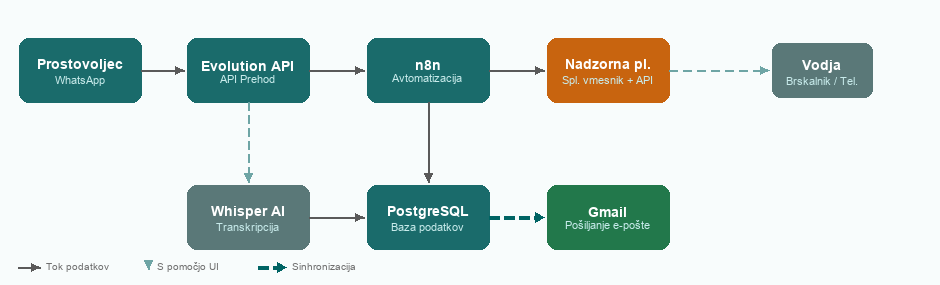 Prostovoljec
WhatsApp
Evolution API
API Prehod
n8n
Avtomatizacija
Nadzorna pl.
Spl. vmesnik + API
Vodja
Brskalnik / Tel.
Whisper AI
Transkripcija
PostgreSQL
Baza podatkov
Gmail
Pošiljanje e-pošte
Tok podatkov
S pomočjo UI
Sinhronizacija